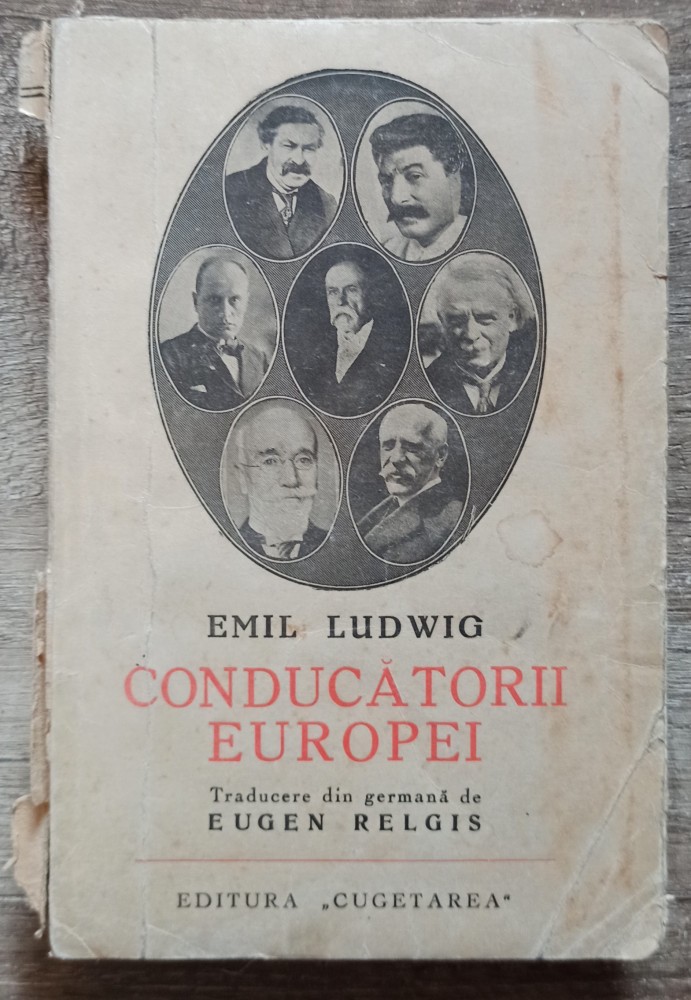 EMIL LUDWIG
CONDUCĂTORII
EUROPEI
Traducere din germană de
EUGEN RELGIS
EDITURA „CUGETAREA“